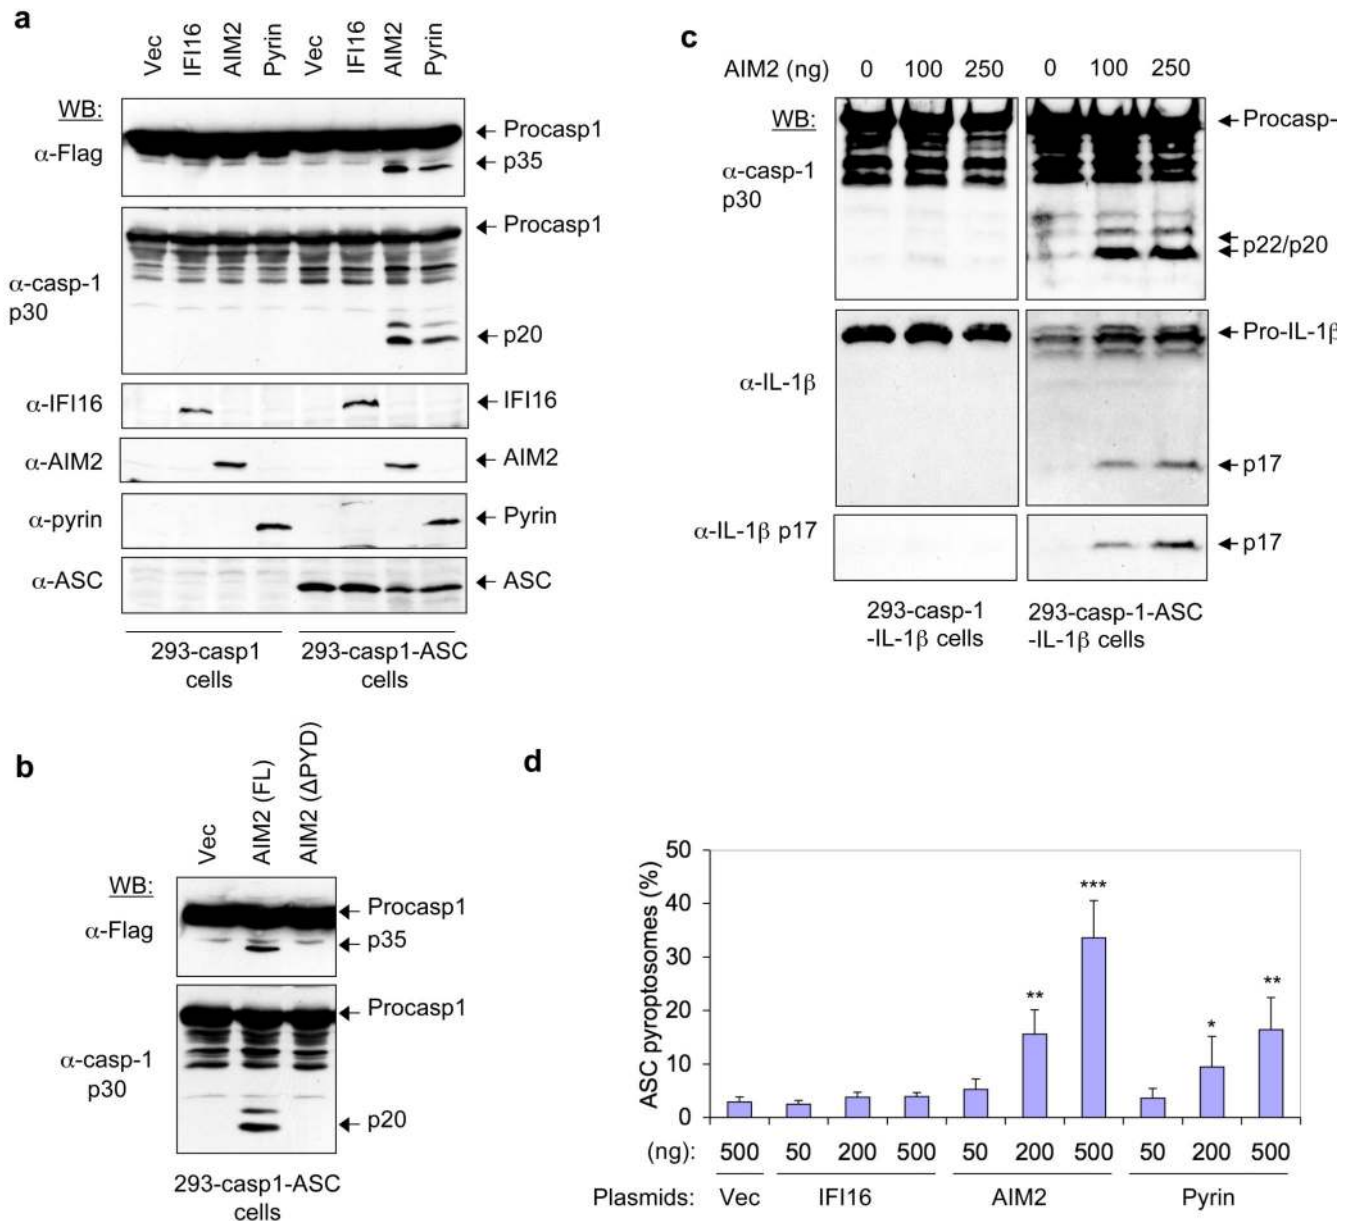 a
Vec IFI16 AIM2 Pyrin Vec IFI16 AIM2 Pyrin
WB:
α-Flag
Procasp1
p35
α-casp-1
p30
Procasp1
p20
α-IFI16
IFI16
α-AIM2
AIM2
α-pyrin
Pyrin
α-ASC
ASC
293-casp1
cells
293-casp1-ASC
cells
b
Vec AIM2 (FL) AIM2 (ΔPYD)
WB:
α-Flag
Procasp1
p35
α-casp-1
p30
Procasp1
p20
293-casp1-ASC
cells
c
AIM2 (ng) 0 100 250 0 100 250
WB:
α-casp-1
p30
Procasp-
p22/p20
α-IL-1β
Pro-IL-1β
p17
α-IL-1β p17
p17
293-casp-1
-IL-1β cells
293-casp-1-ASC
-IL-1β cells
d
ASC pyroptosomes (%)
50
40
30
20
10
0
** *** * **
(ng): 500 50 200 500 50 200 500 50 200 500
Plasmids: Vec IFI16 AIM2 Pyrin